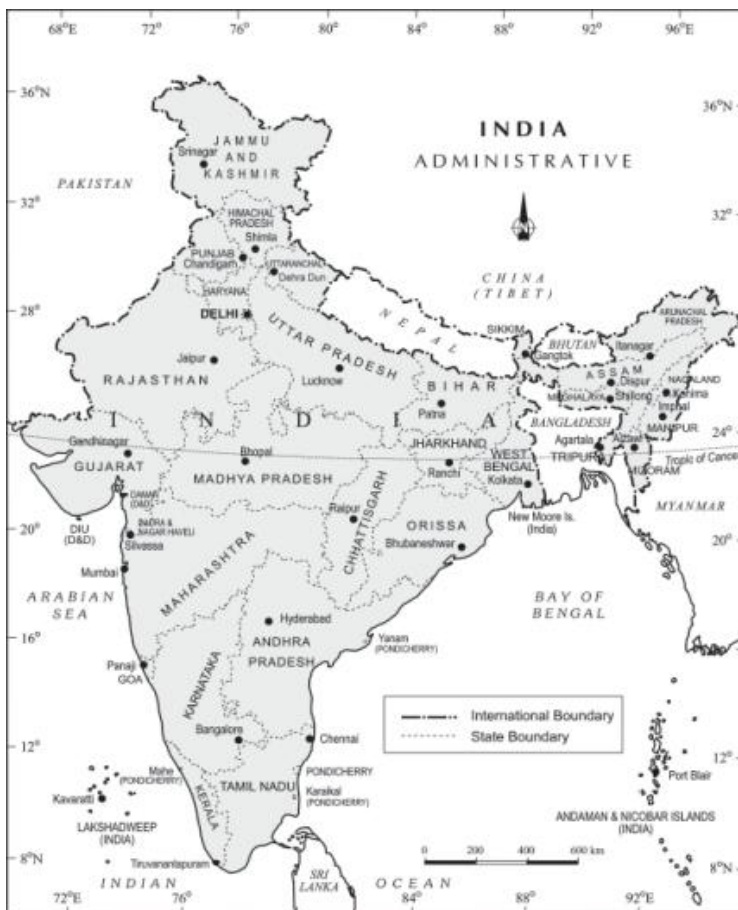 68°E
72°
76°
80°
84°
88°
92°
96°
36°N
36°N
INDIA
ADMINISTRATIVE
JAMMU
AND
KASHMIR
Srinagar
PAKISTAN
32°
32°
HIMACHAL
PRADESH
Shimla
PUNJAB
Chandigarh
UTTARANCHAL
Dehra Dun
HARYANA
CHINA
(TIBET)
28°
28°
DELHI
NEPAL
SIKKIM
Gangtok
BHUTAN
ARUNACHAL
PRADESH
Itanagar
UTTAR PRADESH
Jaipur
RAJASTHAN
Lucknow
BIHAR
Patna
ASSAM
Dispur
NAGALAND
Kohima
MEGHALAYA
Shillong
Imphal
MANIPUR
INDIA
BANGLADESH
24°
24°
Gandhinagar
GUJARAT
Bhopal
MADHYA PRADESH
JHARKHAND
Ranchi
WEST
BENGAL
Kolkata
Agartala
TRIPURA
Aizawl
MIZORAM
Tropic of Cancer
MYANMAR
DAMAN
(D&D)
DIU
(D&D)
DADRA &
NAGAR HAVELI
Silvassa
Raipur
CHHATTISGARH
ORISSA
Bhubaneshwar
New Moore Is.
(India)
20°
20°
Mumbai
MAHARASHTRA
ARABIAN
SEA
BAY OF
BENGAL
Hyderabad
ANDHRA
PRADESH
Yanam
(PONDICHERRY)
16°
16°
Panaji
GOA
KARNATAKA
International Boundary
State Boundary
Bangalore
Chennai
12°
12°
Mahe
(PONDICHERRY)
PONDICHERRY
Karaikal
(PONDICHERRY)
TAMIL NADU
KERALA
Kavaratti
LAKSHADWEEP
(INDIA)
Port Blair
ANDAMAN & NICOBAR ISLANDS
(INDIA)
0
200
400
600 km
8°N
8°N
Tiruvanantapuram
SRI
LANKA
INDIAN OCEAN
72°E
76°
80°
84°
88°
92°E